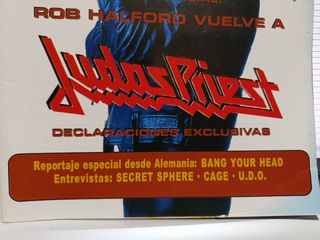 ROB HALFORD VUELVE A
Judas Priest
DECLARACIONES EXCLUSIVAS
Reportaje especial desde Alemania: BANG YOUR HEAD
Entrevistas: SECRET SPHERE · CAGE · U.D.O.